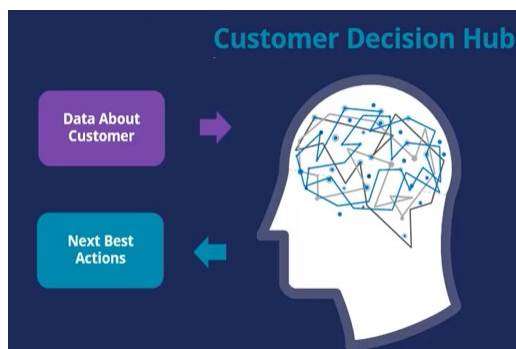 Customer Decision Hub
Data About
Customer
Next Best
Actions